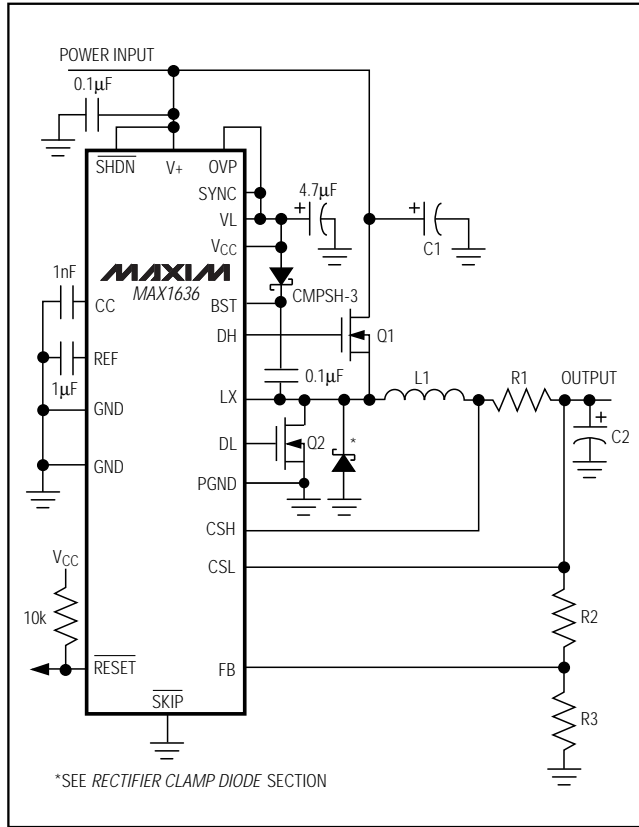 POWER INPUT
0.1µF
SHDN
V+
OVP
SYNC
VL
4.7µF
+
+
C1
VCC
1nF
MAXIM
MAX1636
CMPSH-3
CC
BST
DH
Q1
REF
1µF
0.1µF
LX
L1
R1
OUTPUT
GND
+
C2
DL
Q2
*
GND
PGND
CSH
CSL
VCC
10k
R2
RESET
FB
SKIP
R3
*SEE RECTIFIER CLAMP DIODE SECTION